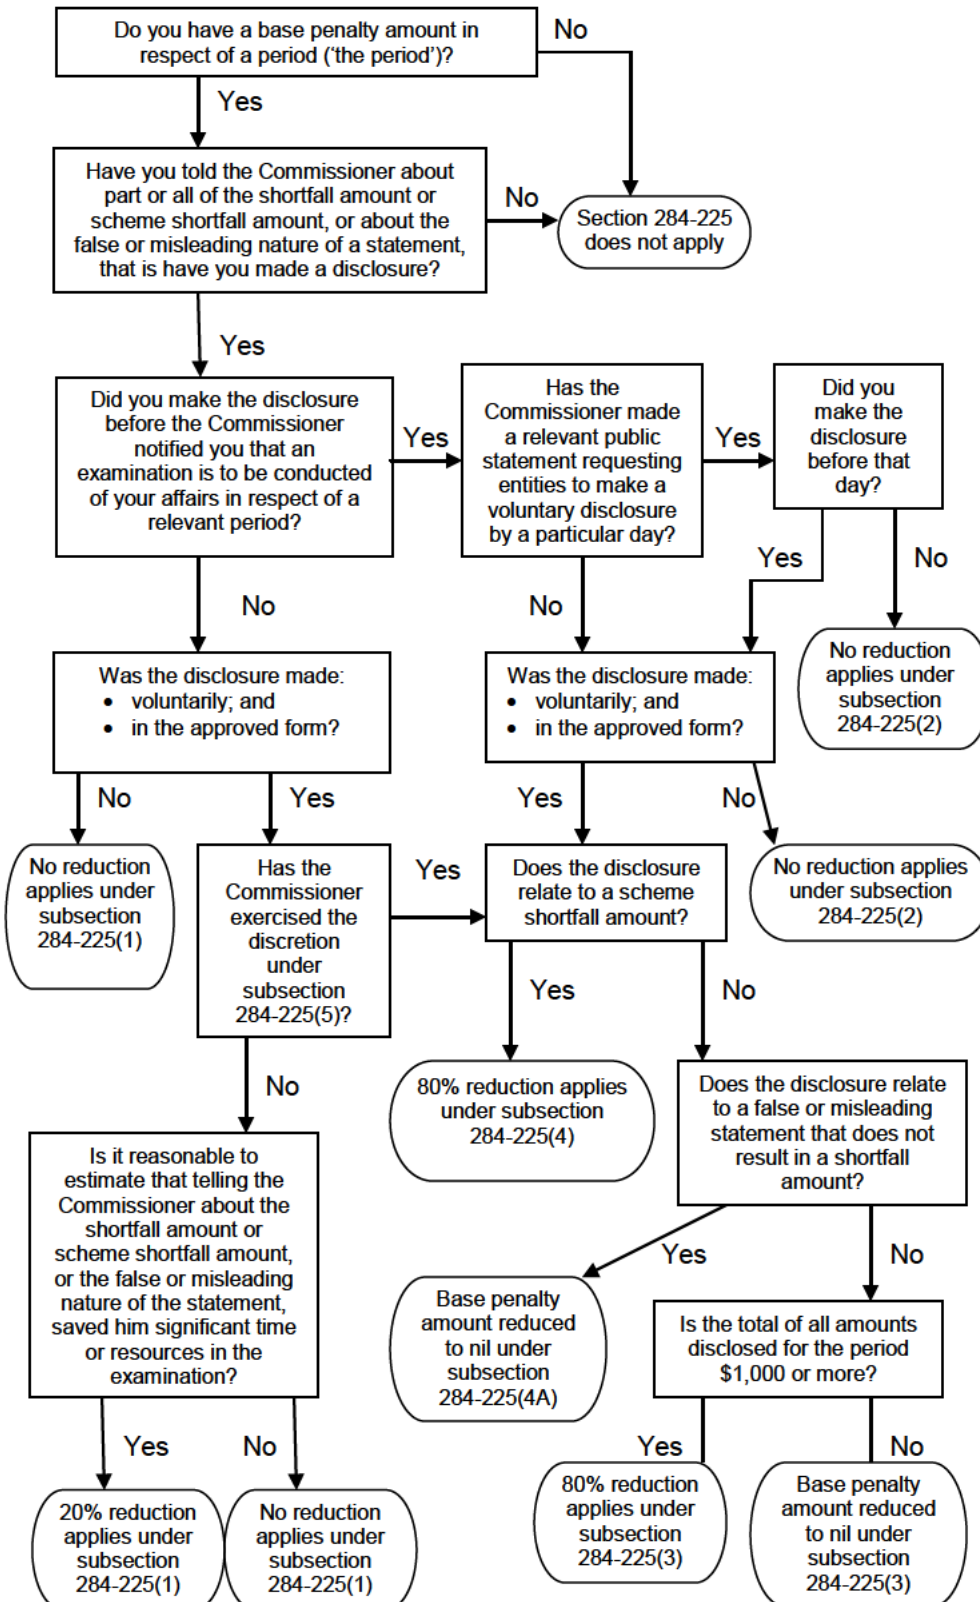 Do you have a base penalty amount in
respect of a period (‘the period’)?
No
Yes
Have you told the Commissioner about
part or all of the shortfall amount or
scheme shortfall amount, or about the
false or misleading nature of a statement,
that is have you made a disclosure?
No
Section 284-225
does not apply
Yes
Did you make the disclosure
before the Commissioner
notified you that an
examination is to be conducted
of your affairs in respect of a
relevant period?
Yes
Has the
Commissioner made
a relevant public
statement requesting
entities to make a
voluntary disclosure
by a particular day?
Yes
Did you
make the
disclosure
before that
day?
No
No
Yes
No
Was the disclosure made:
• voluntarily; and
• in the approved form?
Was the disclosure made:
• voluntarily; and
• in the approved form?
No reduction
applies under
subsection
284-225(2)
No
Yes
Yes
No
No reduction
applies under
subsection
284-225(1)
Has the
Commissioner
exercised the
discretion
under
subsection
284-225(5)?
Yes
Does the disclosure
relate to a scheme
shortfall amount?
No reduction applies
under subsection
284-225(2)
No
Yes
No
80% reduction applies
under subsection
284-225(4)
Does the disclosure relate
to a false or misleading
statement that does not
result in a shortfall
amount?
Is it reasonable to
estimate that telling the
Commissioner about the
shortfall amount or
scheme shortfall amount,
or the false or misleading
nature of the statement,
saved him significant time
or resources in the
examination?
Yes
No
Base penalty
amount reduced
to nil under
subsection
284-225(4A)
Is the total of all amounts
disclosed for the period
$1,000 or more?
Yes
No
Yes
No
20% reduction
applies under
subsection
284-225(1)
No reduction
applies under
subsection
284-225(1)
80% reduction
applies under
subsection
284-225(3)
Base penalty
amount reduced
to nil under
subsection
284-225(3)